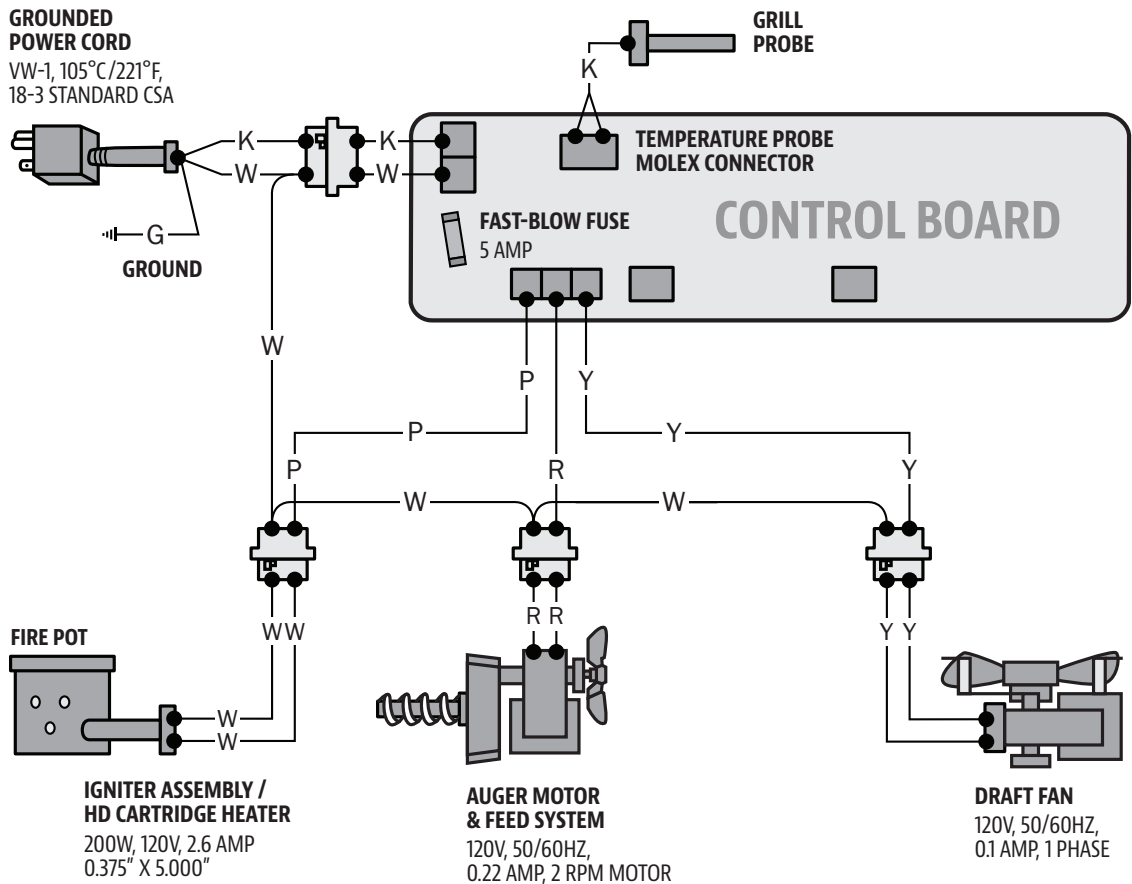 GROUNDED
POWER CORD
VW-1, 105°C/221°F,
18-3 STANDARD CSA
GRILL
PROBE
K
TEMPERATURE PROBE
MOLEX CONNECTOR
K
K
W
W
CONTROL BOARD
FAST-BLOW FUSE
5 AMP
G
GROUND
W
P
Y
P
Y
P
R
Y
W
W
W W
R R
Y Y
FIRE POT
W
W
IGNITER ASSEMBLY /
HD CARTRIDGE HEATER
200W, 120V, 2.6 AMP
0.375" X 5.000"
AUGER MOTOR
& FEED SYSTEM
120V, 50/60HZ,
0.22 AMP, 2 RPM MOTOR
DRAFT FAN
120V, 50/60HZ,
0.1 AMP, 1 PHASE